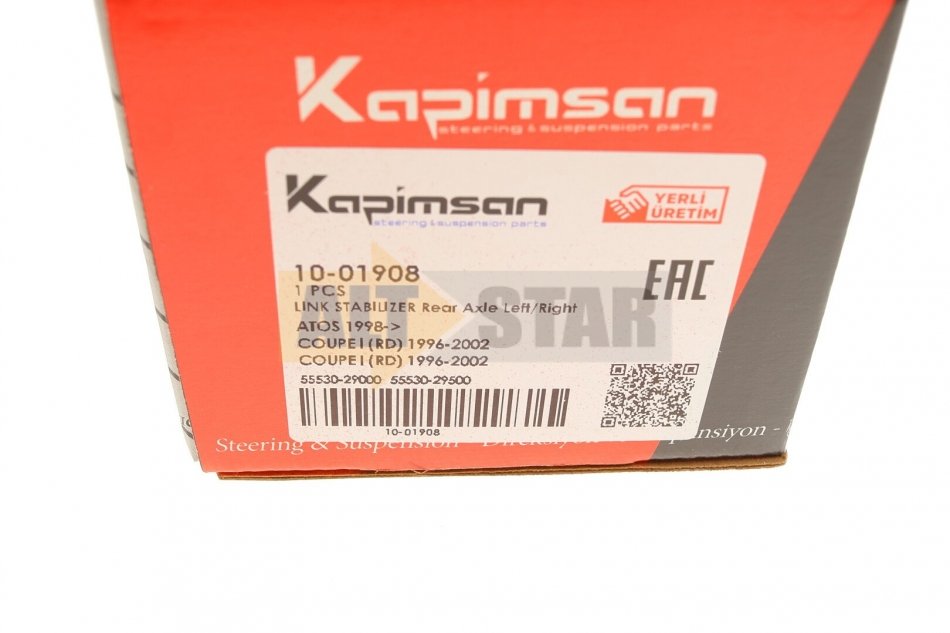 Kapimsan
steering & suspension parts
Kapimsan
steering & suspension parts
YERLİ
ÜRETİM
10-01908
1 PCS
LINK STABILIZER Rear Axle Left/Right
EAC
ATOS 1998->
COUPE I (RD) 1996-2002
COUPE I (RD) 1996-2002
55530-29000 55530-29500
10-01908
STAR
Steering & Suspension - Direksiyon